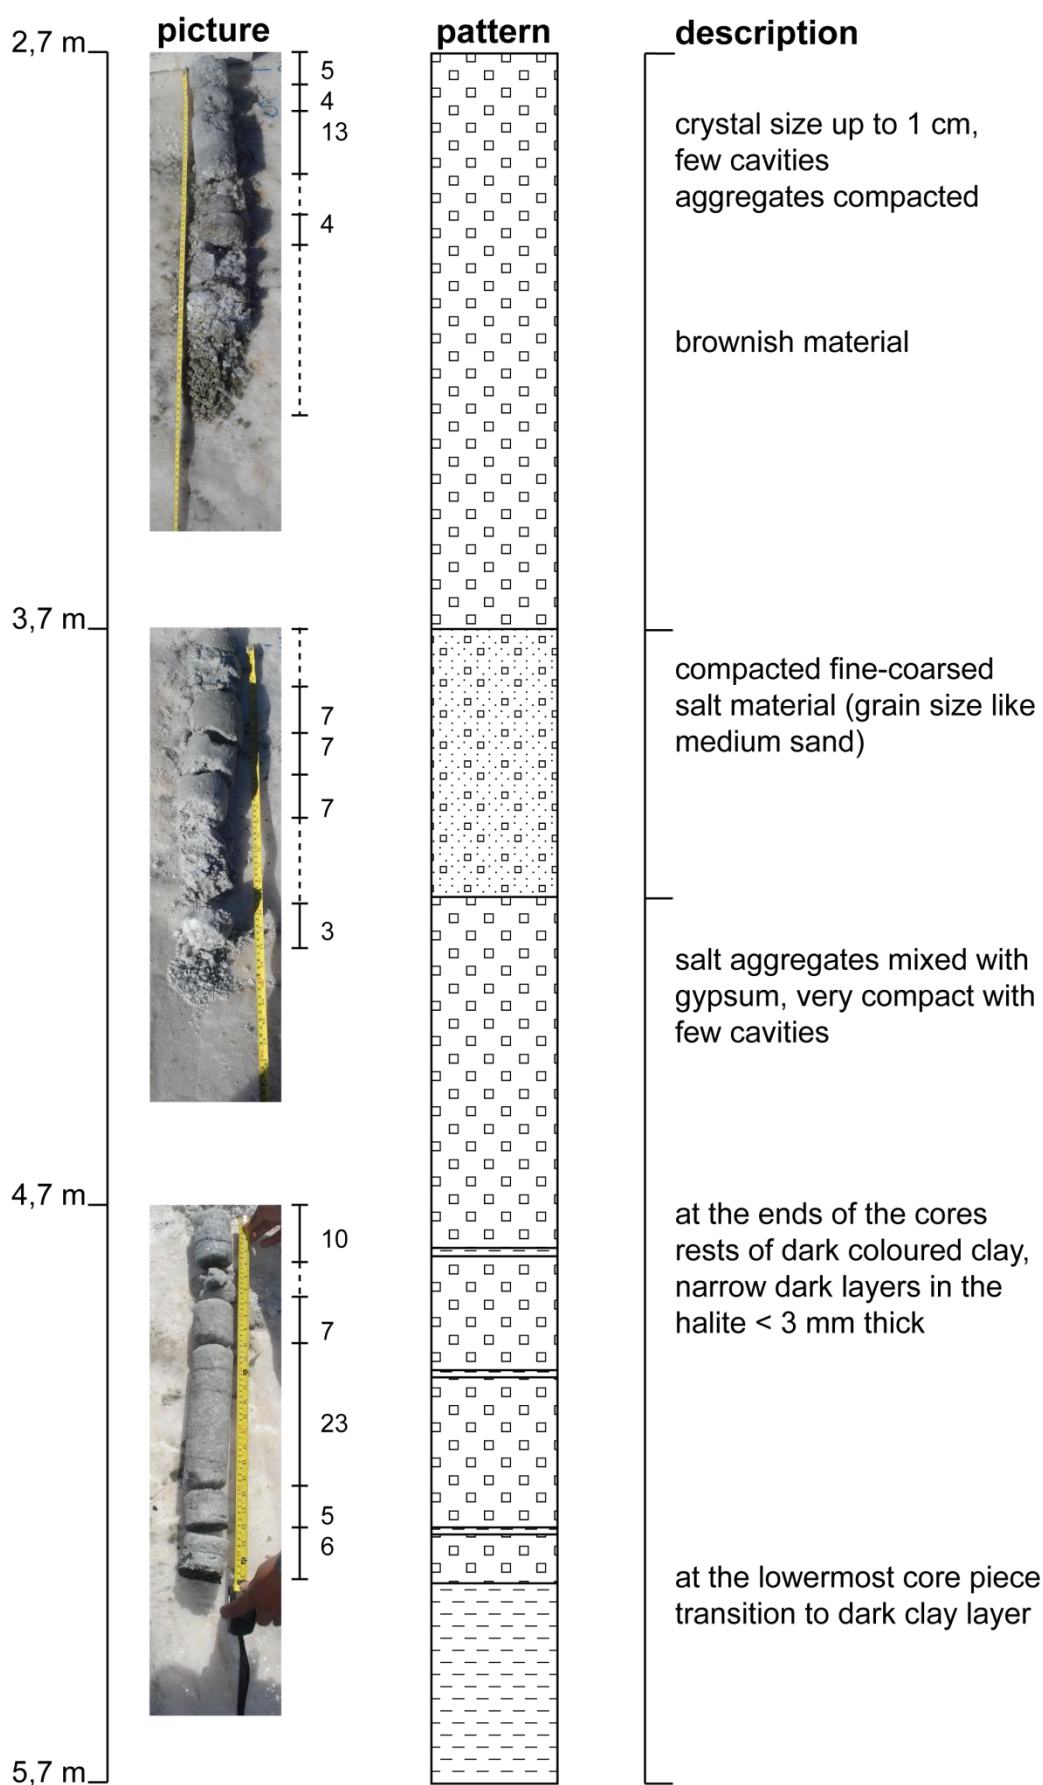 picture
pattern
description
2,7 m
5
4
13
4
crystal size up to 1 cm,
few cavities
aggregates compacted
brownish material
3,7 m
7
7
7
3
compacted fine-coarsed
salt material (grain size like
medium sand)
salt aggregates mixed with
gypsum, very compact with
few cavities
4,7 m
10
7
23
5
6
at the ends of the cores
rests of dark coloured clay,
narrow dark layers in the
halite < 3 mm thick
at the lowermost core piece
transition to dark clay layer
5,7 m